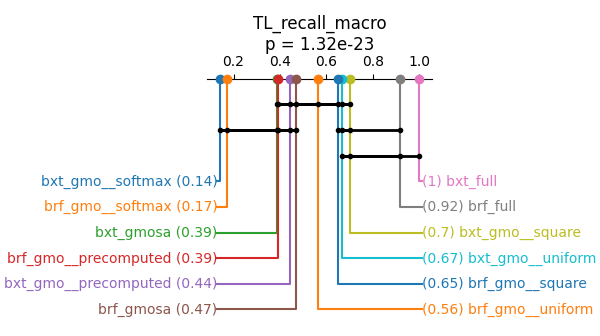 TL_recall_macro
p = 1.32e-23
0.2 0.4 0.6 0.8 1.0
bxt_gmo__softmax (0.14)
(1) bxt_full
brf_gmo__softmax (0.17)
(0.92) brf_full
bxt_gmosa (0.39)
(0.7) bxt_gmo__square
brf_gmo__precomputed (0.39)
(0.67) bxt_gmo__uniform
bxt_gmo__precomputed (0.44)
(0.65) brf_gmo__square
brf_gmosa (0.47)
(0.56) brf_gmo__uniform